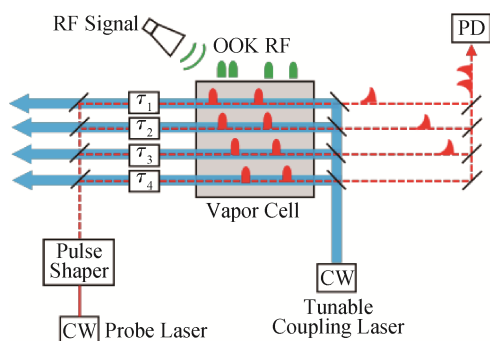 RF Signal
OOK RF
PD
τ1
τ2
τ3
τ4
Vapor Cell
Pulse
Shaper
CW
Probe Laser
CW
Tunable
Coupling Laser